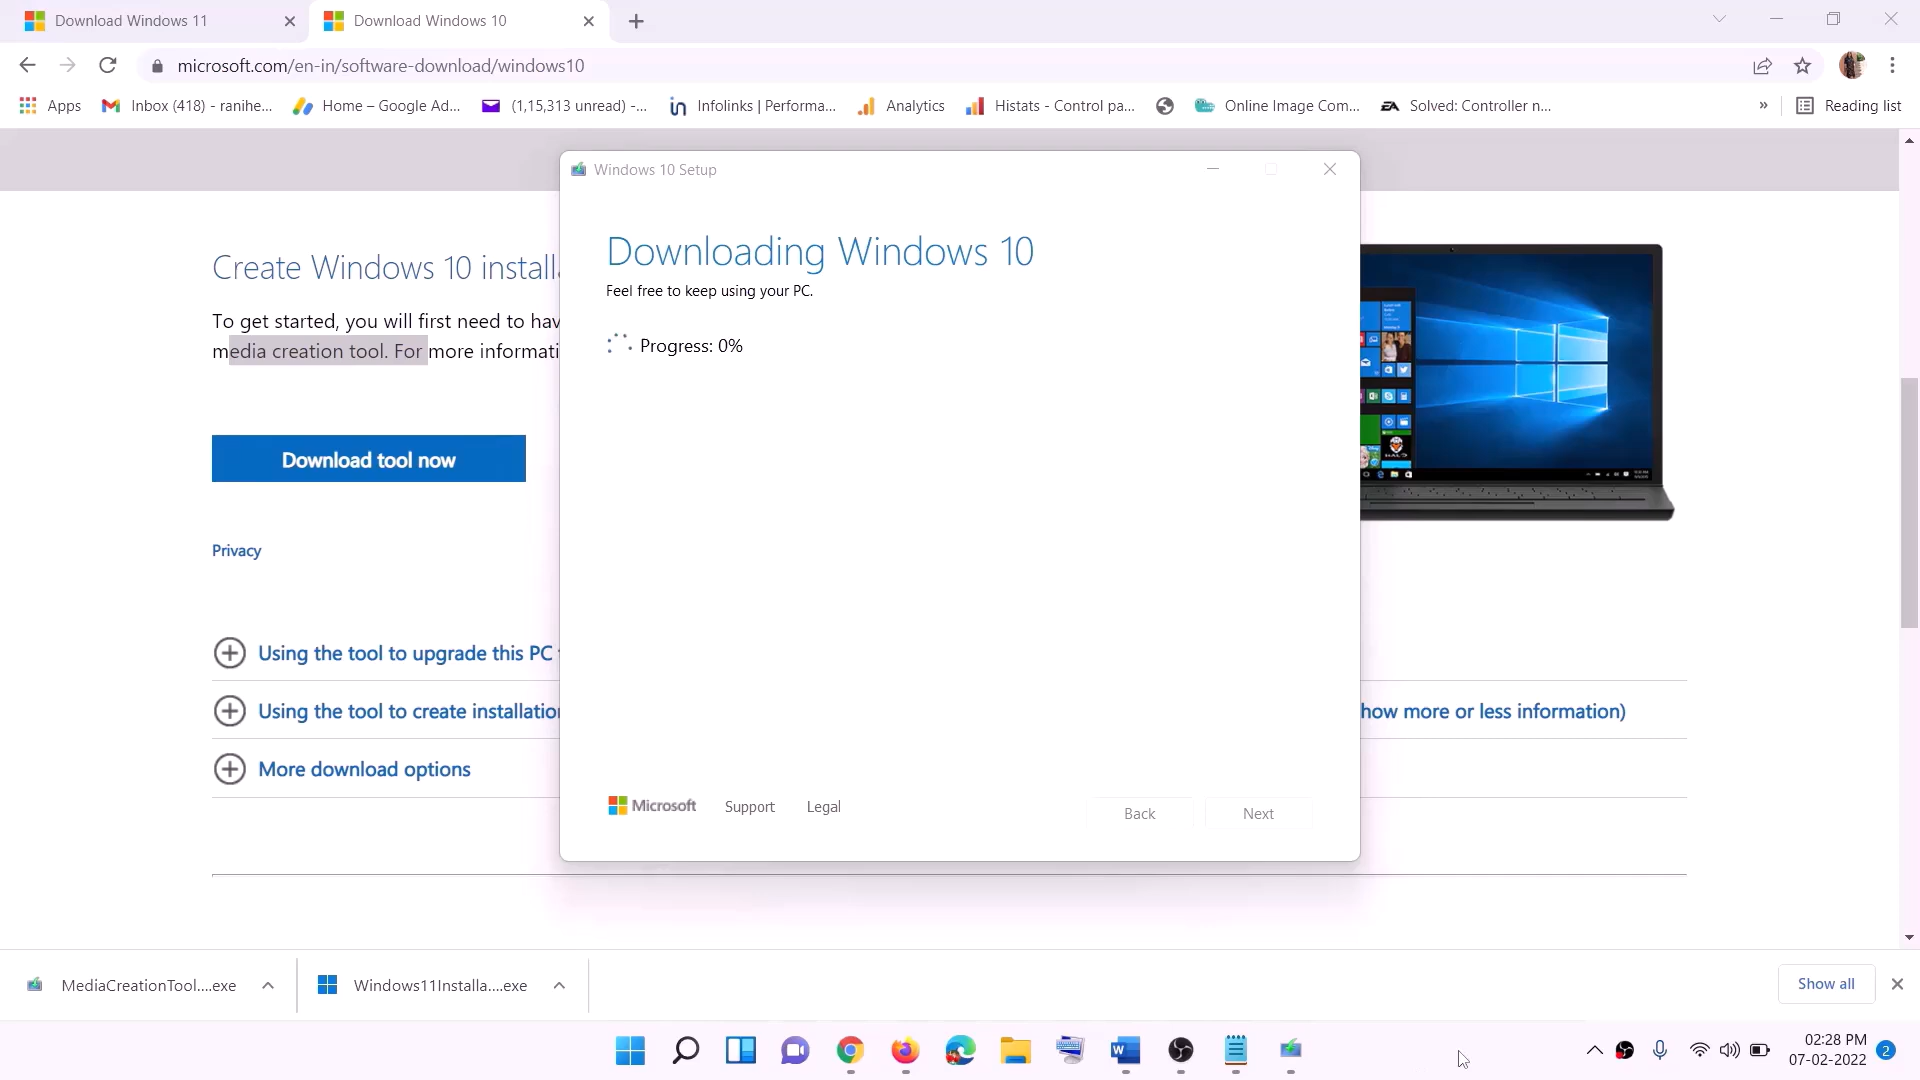 Download Windows 11
Download Windows 10
microsoft.com/en-in/software-download/windows10
Apps
Inbox (418) - ranihe...
Home – Google Ad...
(1,15,313 unread) -...
Infolinks | Performa...
Analytics
Histats - Control pa...
Online Image Com...
Solved: Controller n...
»
Reading list
Windows 10 Setup
Downloading Windows 10
Feel free to keep using your PC.
Progress: 0%
Microsoft
Support
Legal
Back
Next
Create Windows 10 install
To get started, you will first need to hav
media creation tool. For more informati
Download tool now
Privacy
Using the tool to upgrade this PC
Using the tool to create installation
how more or less information)
More download options
MediaCreationTool....exe
Windows11Installa....exe
Show all
02:28 PM
07-02-2022
2